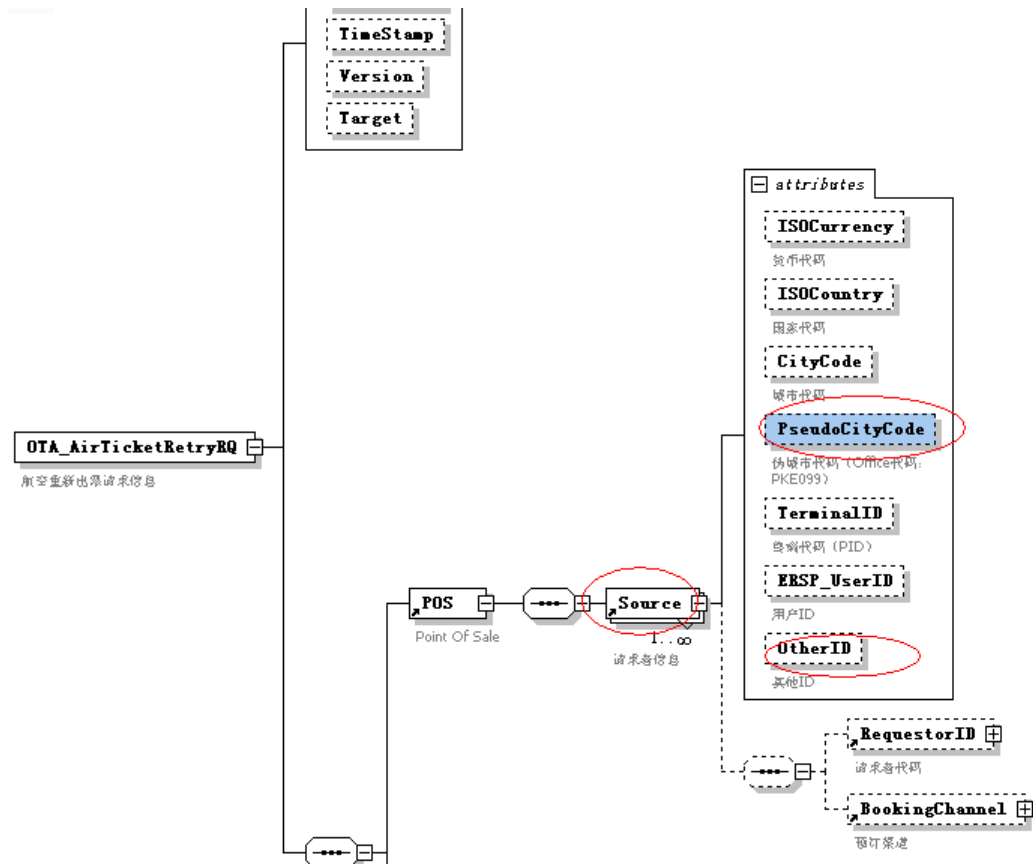 TimeStamp
Version
Target
attributes
ISOCurrency
货币代码
ISOCountry
国家代码
CityCode
城市代码
PseudoCityCode
伪城市代码（Office代码:
PKE099）
TerminalID
终端代码（PID）
ERSP_UserID
用户ID
OtherID
其他ID
OTA_AirTicketRetryRQ
航空重新出票请求信息
POS
Point Of Sale
Source
1..∞
请求者信息
RequestorID
请求者代码
BookingChannel
预订渠道